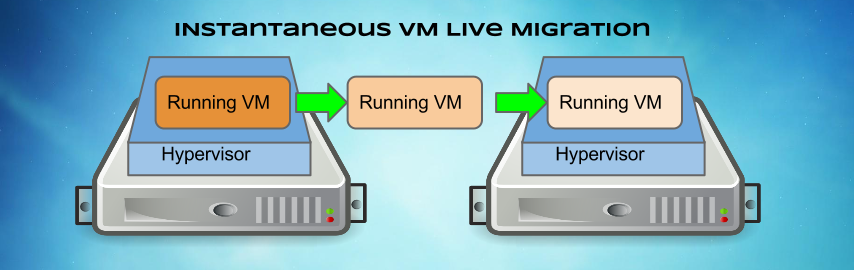 Instantaneous VM Live Migration
Running VM
Running VM
Running VM
Hypervisor
Hypervisor